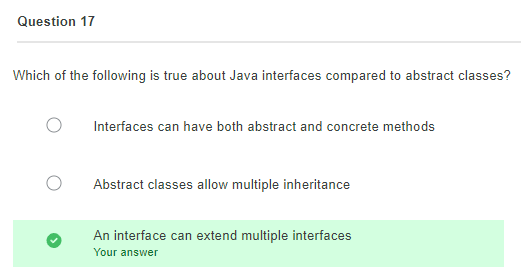 Question 17
Which of the following is true about Java interfaces compared to abstract classes?
Interfaces can have both abstract and concrete methods
Abstract classes allow multiple inheritance
An interface can extend multiple interfaces
Your answer